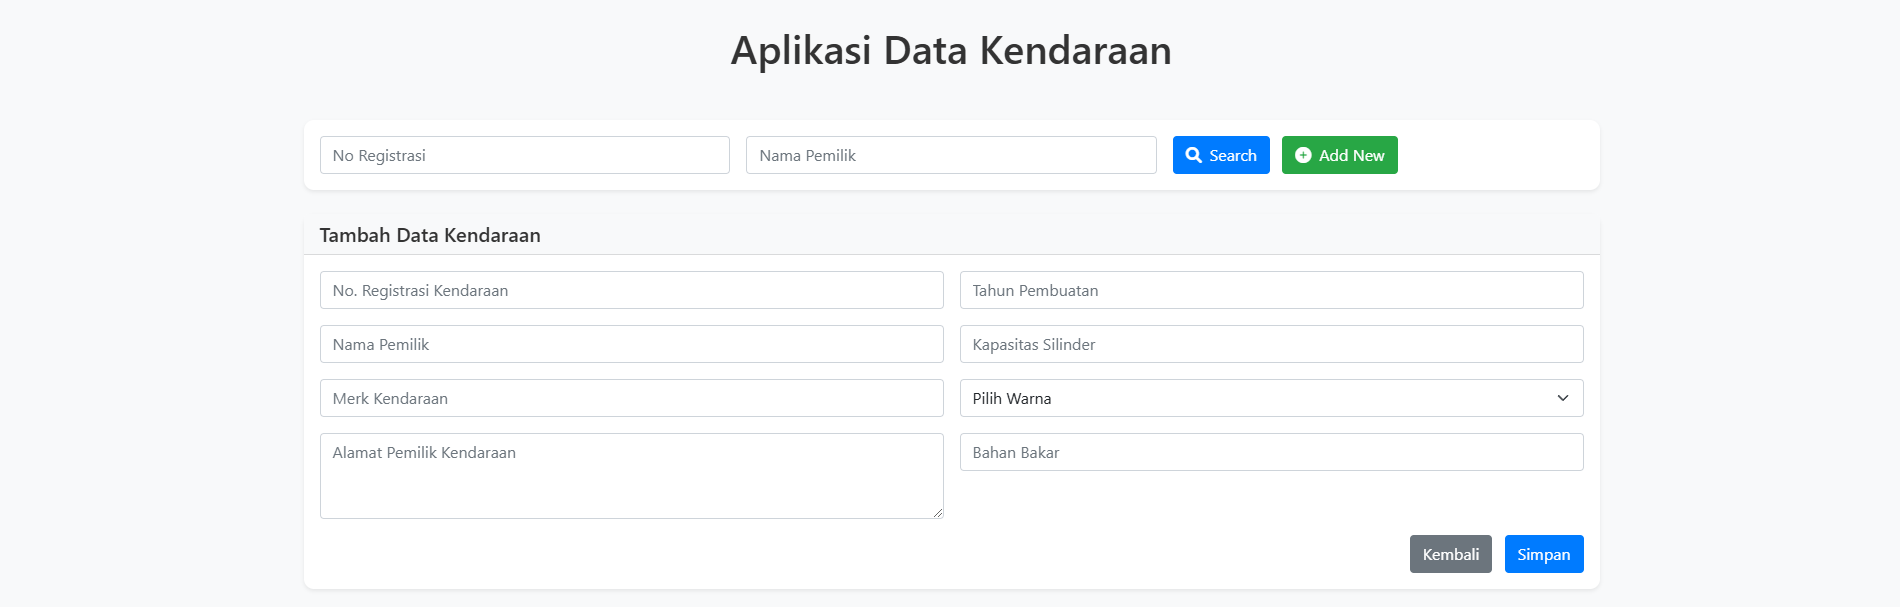 Aplikasi Data Kendaraan
No Registrasi
Nama Pemilik
Search
Add New
Tambah Data Kendaraan
No. Registrasi Kendaraan
Tahun Pembuatan
Nama Pemilik
Kapasitas Silinder
Merk Kendaraan
Pilih Warna
Alamat Pemilik Kendaraan
Bahan Bakar
Kembali
Simpan